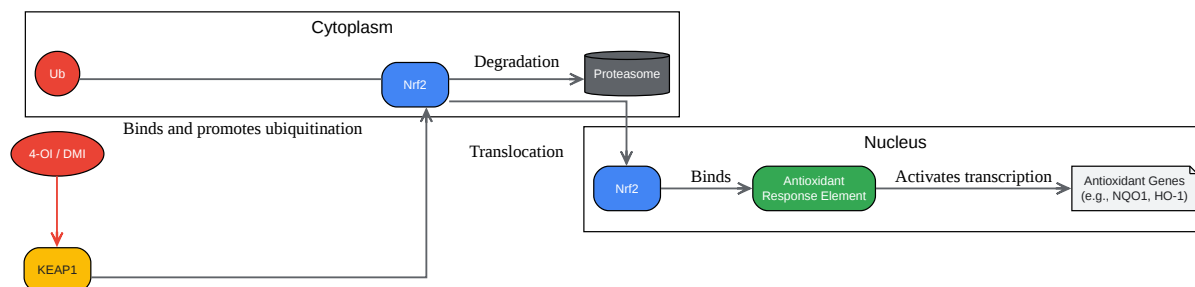 Cytoplasm
Ub
Nrf2
Degradation
Proteasome
Binds and promotes ubiquitination
4-OI / DMI
KEAP1
Translocation
Nucleus
Nrf2
Binds
Antioxidant
Response Element
Activates transcription
Antioxidant Genes
(e.g., NQO1, HO-1)